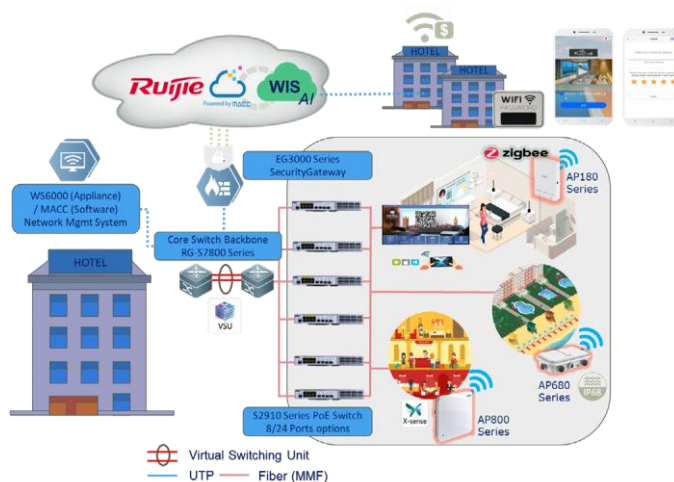 Ruijie
Powered by MACC
WIS
AI
$
HOTEL
HOTEL
WiFi
PASSWORD
EG3000 Series
SecurityGateway
zigbee
AP180
Series
WS6000 (Appliance)
/ MACC (Software)
Network Mgmt System
Core Switch Backbone
RG-S7800 Series
HOTEL
VSU
AP680
Series
IP68
X-sense
AP800
Series
S2910 Series PoE Switch
8/24 Ports options
Virtual Switching Unit
UTP
Fiber (MMF)